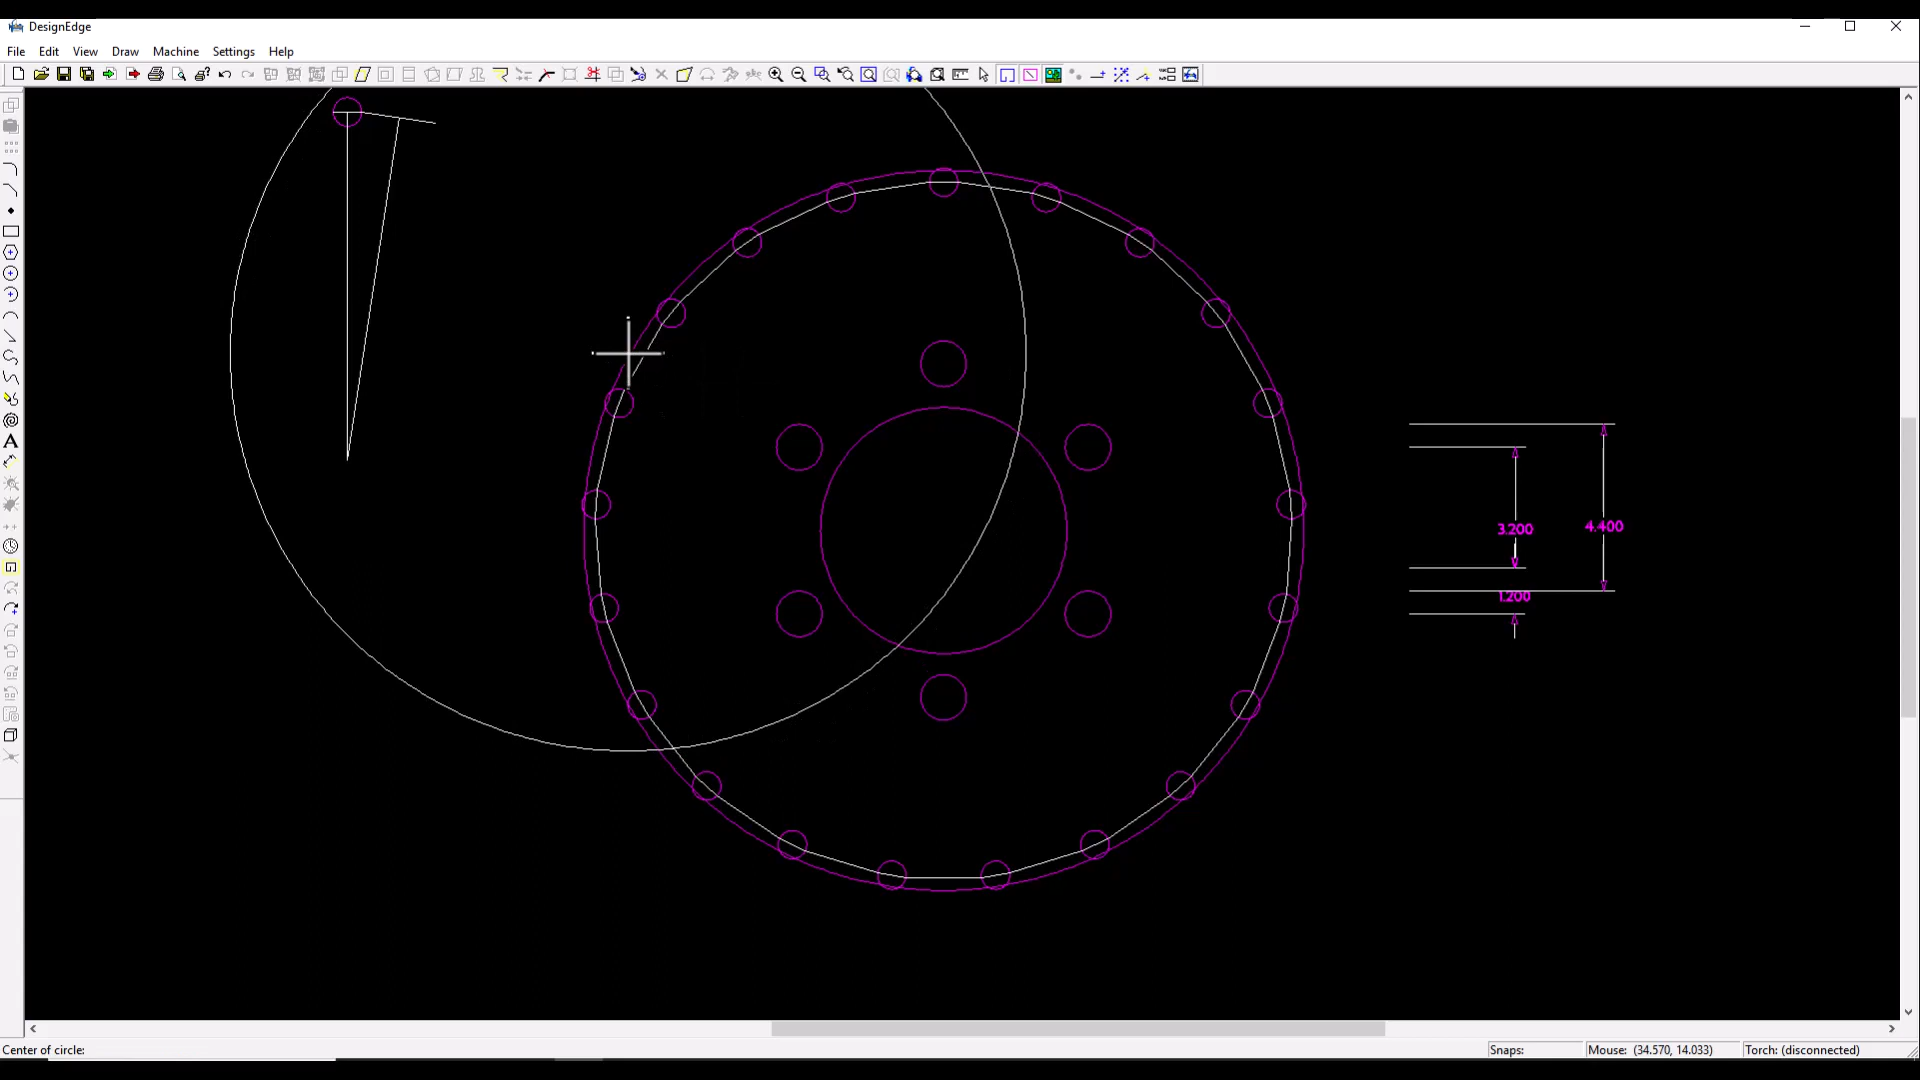 DesignEdge
File Edit View Draw Machine Settings Help
A
3.200
4.400
1.200
Center of circle:
Snaps:
Mouse: (34.570, 14.033)
Torch: (disconnected)